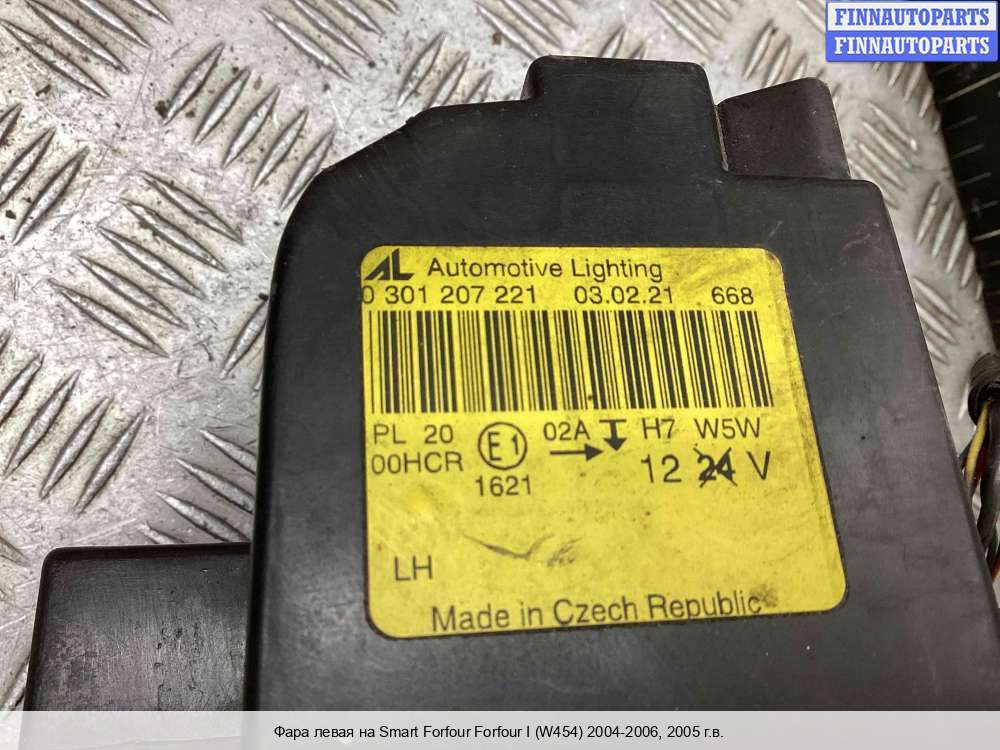 FINNAUTOPARTS
FINNAUTOPARTS
AL Automotive Lighting
0 301 207 221 03.02.21 668
PL 20 E1 02A H7 W5W
00HCR 12 24 V
1621
LH
Made in Czech Republic
Фара левая на Smart Forfour Forfour I (W454) 2004-2006, 2005 г.в.